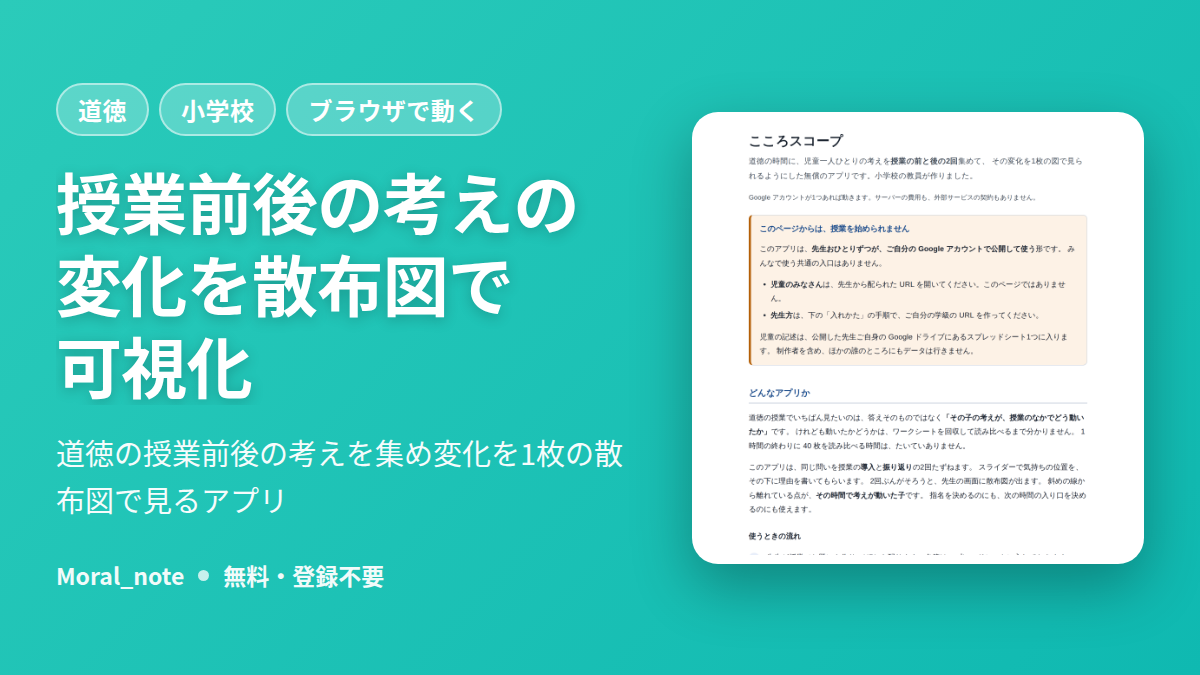 道徳
小学校
ブラウザで動く
授業前後の考えの
変化を散布図で
可視化
道徳の授業前後の考えを集め変化を1枚の散
布図で見るアプリ
Moral_note
無料・登録不要
こころスコープ
道徳の時間に、児童一人ひとりの考えを授業の前と後の2回集めて、 その変化を1枚の図で見ら
れるようにした無償のアプリです。小学校の教員が作りました。
Google アカウントが1つあれば動きます。サーバーの費用も、外部サービスの契約もありません。
このページからは、授業を始められません
このアプリは、先生おひとりずつが、ご自分の Google アカウントで公開して使う形です。 み
んなで使う共通の入口はありません。
• 児童のみなさんは、先生から配られた URL を開いてください。このページではありませ
ん。
• 先生方は、下の「入れかた」の手順で、ご自分の学級の URL を作ってください。
児童の記述は、公開した先生ご自身の Google ドライブにあるスプレッドシート1つに入りま
す。 制作者を含め、ほかの誰のところにもデータは行きません。
どんなアプリか
道徳の授業でいちばん見たいのは、答えそのものではなく「その子の考えが、授業のなかでどう動い
たか」です。 けれども動いたかどうかは、ワークシートを回収して読み比べるまで分かりません。 1
時間の終わりに 40 枚を読み比べる時間は、たいていありません。
このアプリは、同じ問いを授業の導入と振り返りの2回たずねます。 スライダーで気持ちの位置を、
その下に理由を書いてもらいます。 2回ぶんがそろうと、先生の画面に散布図が出ます。 斜めの線か
ら離れている点が、その時間で考えが動いた子です。 指名を決めるのにも、次の時間の入り口を決め
るのにも使えます。
使うときの流れ